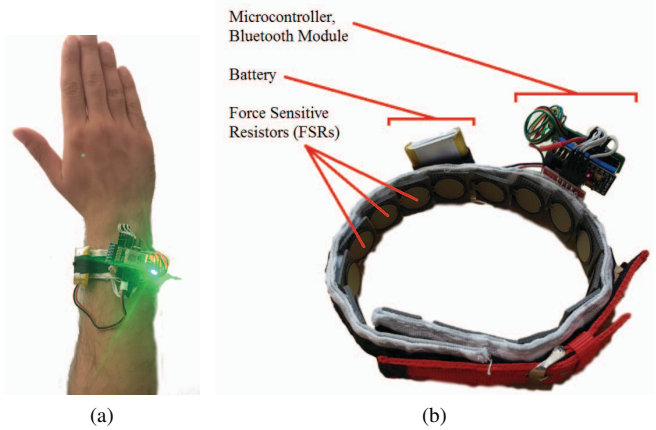 Microcontroller,
Bluetooth Module
Battery
Force Sensitive
Resistors (FSRs)
(a)
(b)